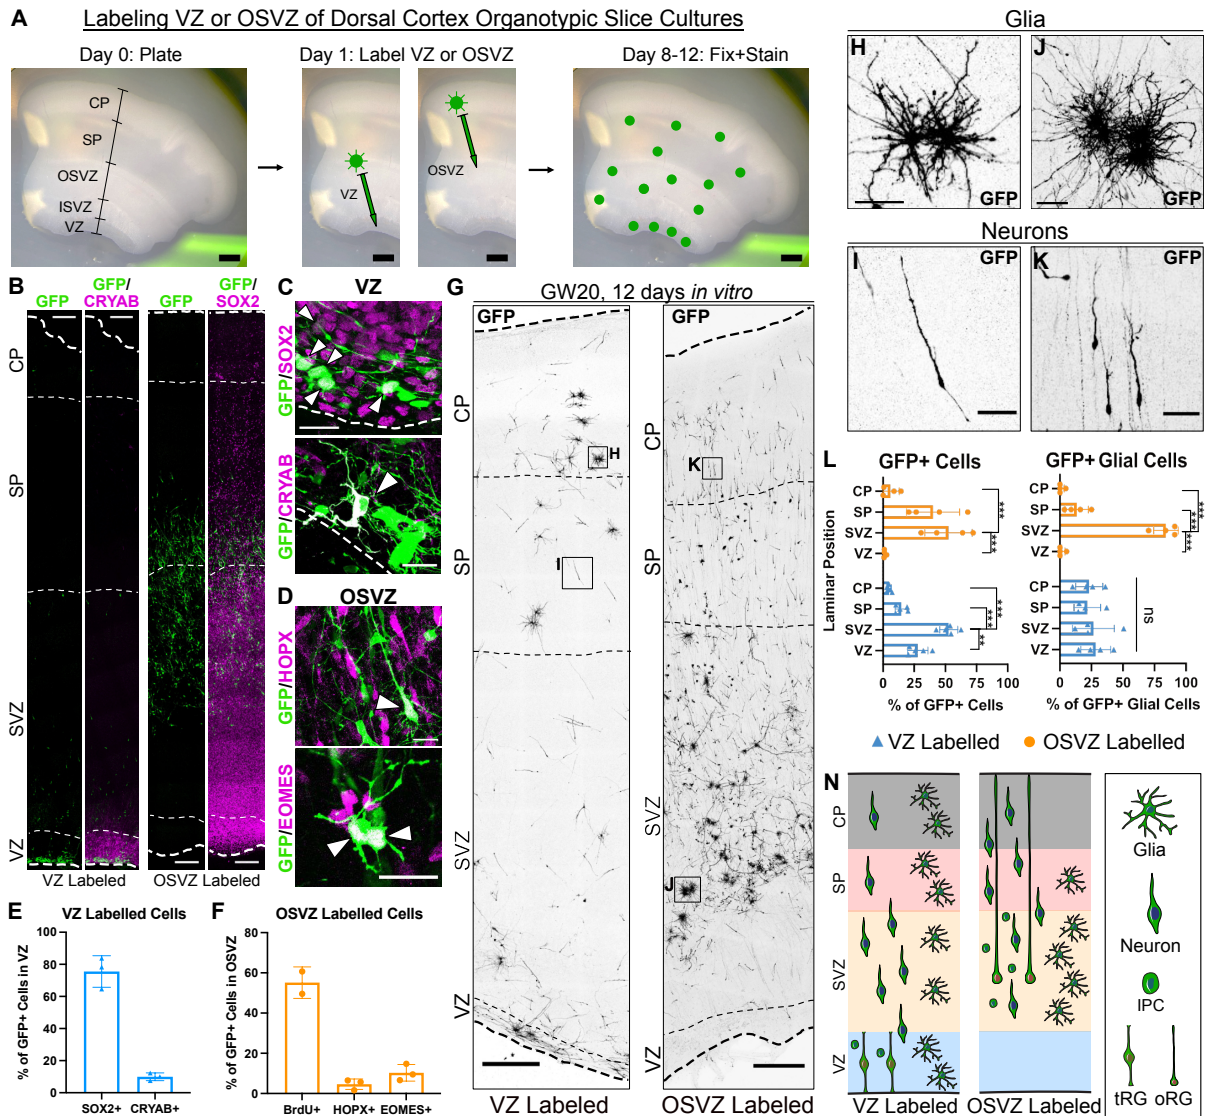 A
Labeling VZ or OSVZ of Dorsal Cortex Organotypic Slice Cultures
Day 0: Plate
Day 1: Label VZ or OSVZ
Day 8-12: Fix+Stain
CP
SP
OSVZ
ISVZ
VZ
VZ
OSVZ
B
GFP
GFP/
CRYAB
GFP
GFP/
SOX2
CP
SP
SVZ
VZ
VZ Labeled
OSVZ Labeled
C
VZ
GFP/SOX2
GFP/CRYAB
D
OSVZ
GFP/HOPX
GFP/EOMES
E
VZ Labelled Cells
% of GFP+ Cells in VZ
100
80
60
40
20
0
SOX2+
CRYAB+
F
OSVZ Labelled Cells
% of GFP+ Cells in OSVZ
80
60
40
20
0
BrdU+
HOPX+
EOMES+
G
GW20, 12 days in vitro
GFP
GFP
CP
SP
SVZ
VZ
H
I
CP
SP
SVZ
VZ
K
J
VZ Labeled
OSVZ Labeled
Glia
H
GFP
J
GFP
Neurons
I
GFP
K
GFP
L
GFP+ Cells
GFP+ Glial Cells
Laminar Position
CP
SP
SVZ
VZ
CP
SP
SVZ
VZ
***
***
***
***
**
0
25
50
75
100
% of GFP+ Cells
CP
SP
SVZ
VZ
CP
SP
SVZ
VZ
***
***
***
ns
0
25
50
75
100
% of GFP+ Glial Cells
VZ Labelled
OSVZ Labelled
N
CP
SP
SVZ
VZ
VZ Labeled
OSVZ Labeled
Glia
Neuron
IPC
tRG
oRG